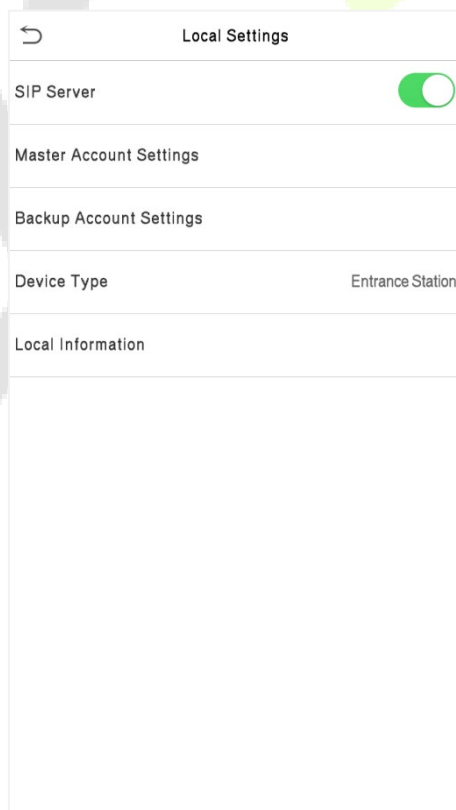 Local Settings
SIP Server
Master Account Settings
Backup Account Settings
Device Type Entrance Station
Local Information